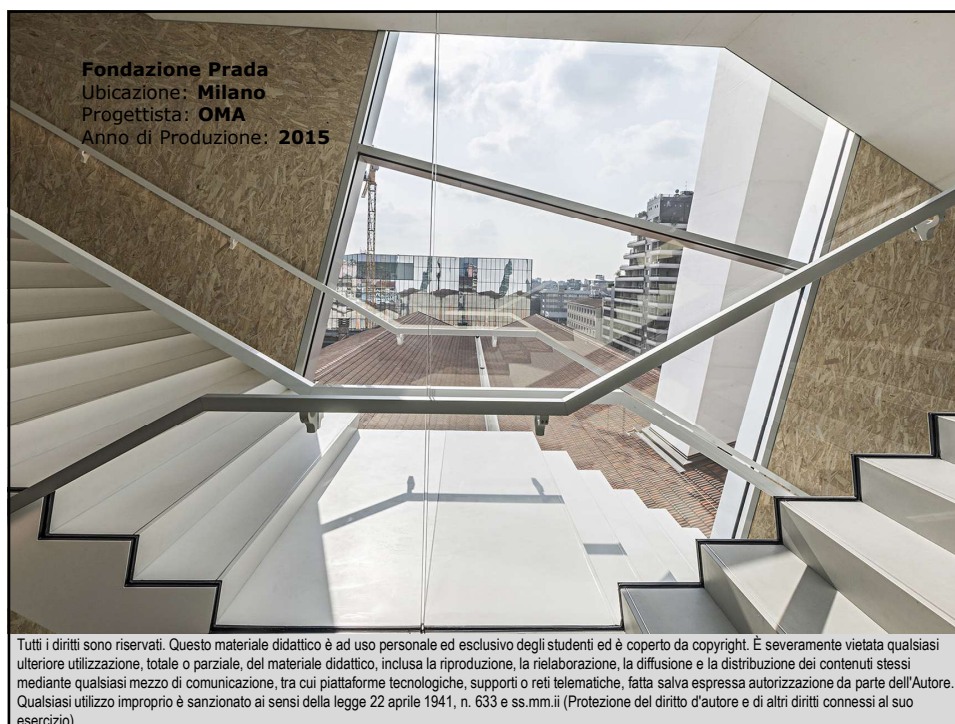 Fondazione Prada
Ubicazione: Milano
Progettista: OMA
Anno di Produzione: 2015
Tutti i diritti sono riservati. Questo materiale didattico è ad uso personale ed esclusivo degli studenti ed è coperto da copyright. È severamente vietata qualsiasi
ulteriore utilizzazione, totale o parziale, del materiale didattico, inclusa la riproduzione, la rielaborazione, la diffusione e la distribuzione dei contenuti stessi
mediante qualsiasi mezzo di comunicazione, tra cui piattaforme tecnologiche, supporti o reti telematiche, fatta salva espressa autorizzazione da parte dell'Autore.
Qualsiasi utilizzo improprio è sanzionato ai sensi della legge 22 aprile 1941, n. 633 e ss.mm.ii (Protezione del diritto d'autore e di altri diritti connessi al suo
esercizio)